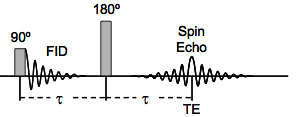 180º
90º
FID
Spin
Echo
τ
τ
TE